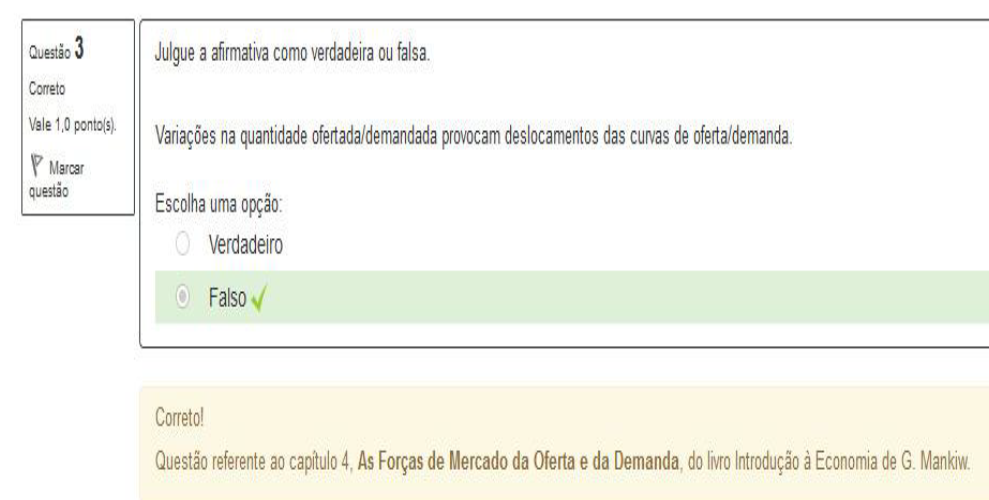 Questão 3
Correto
Vale 1,0 ponto(s).
Marcar
questão
Julgue a afirmativa como verdadeira ou falsa.
Variações na quantidade ofertada/demandada provocam deslocamentos das curvas de oferta/demanda.
Escolha uma opção:
Verdadeiro
Falso
Correto!
Questão referente ao capítulo 4, As Forças de Mercado da Oferta e da Demanda, do livro Introdução à Economia de G. Mankiw.